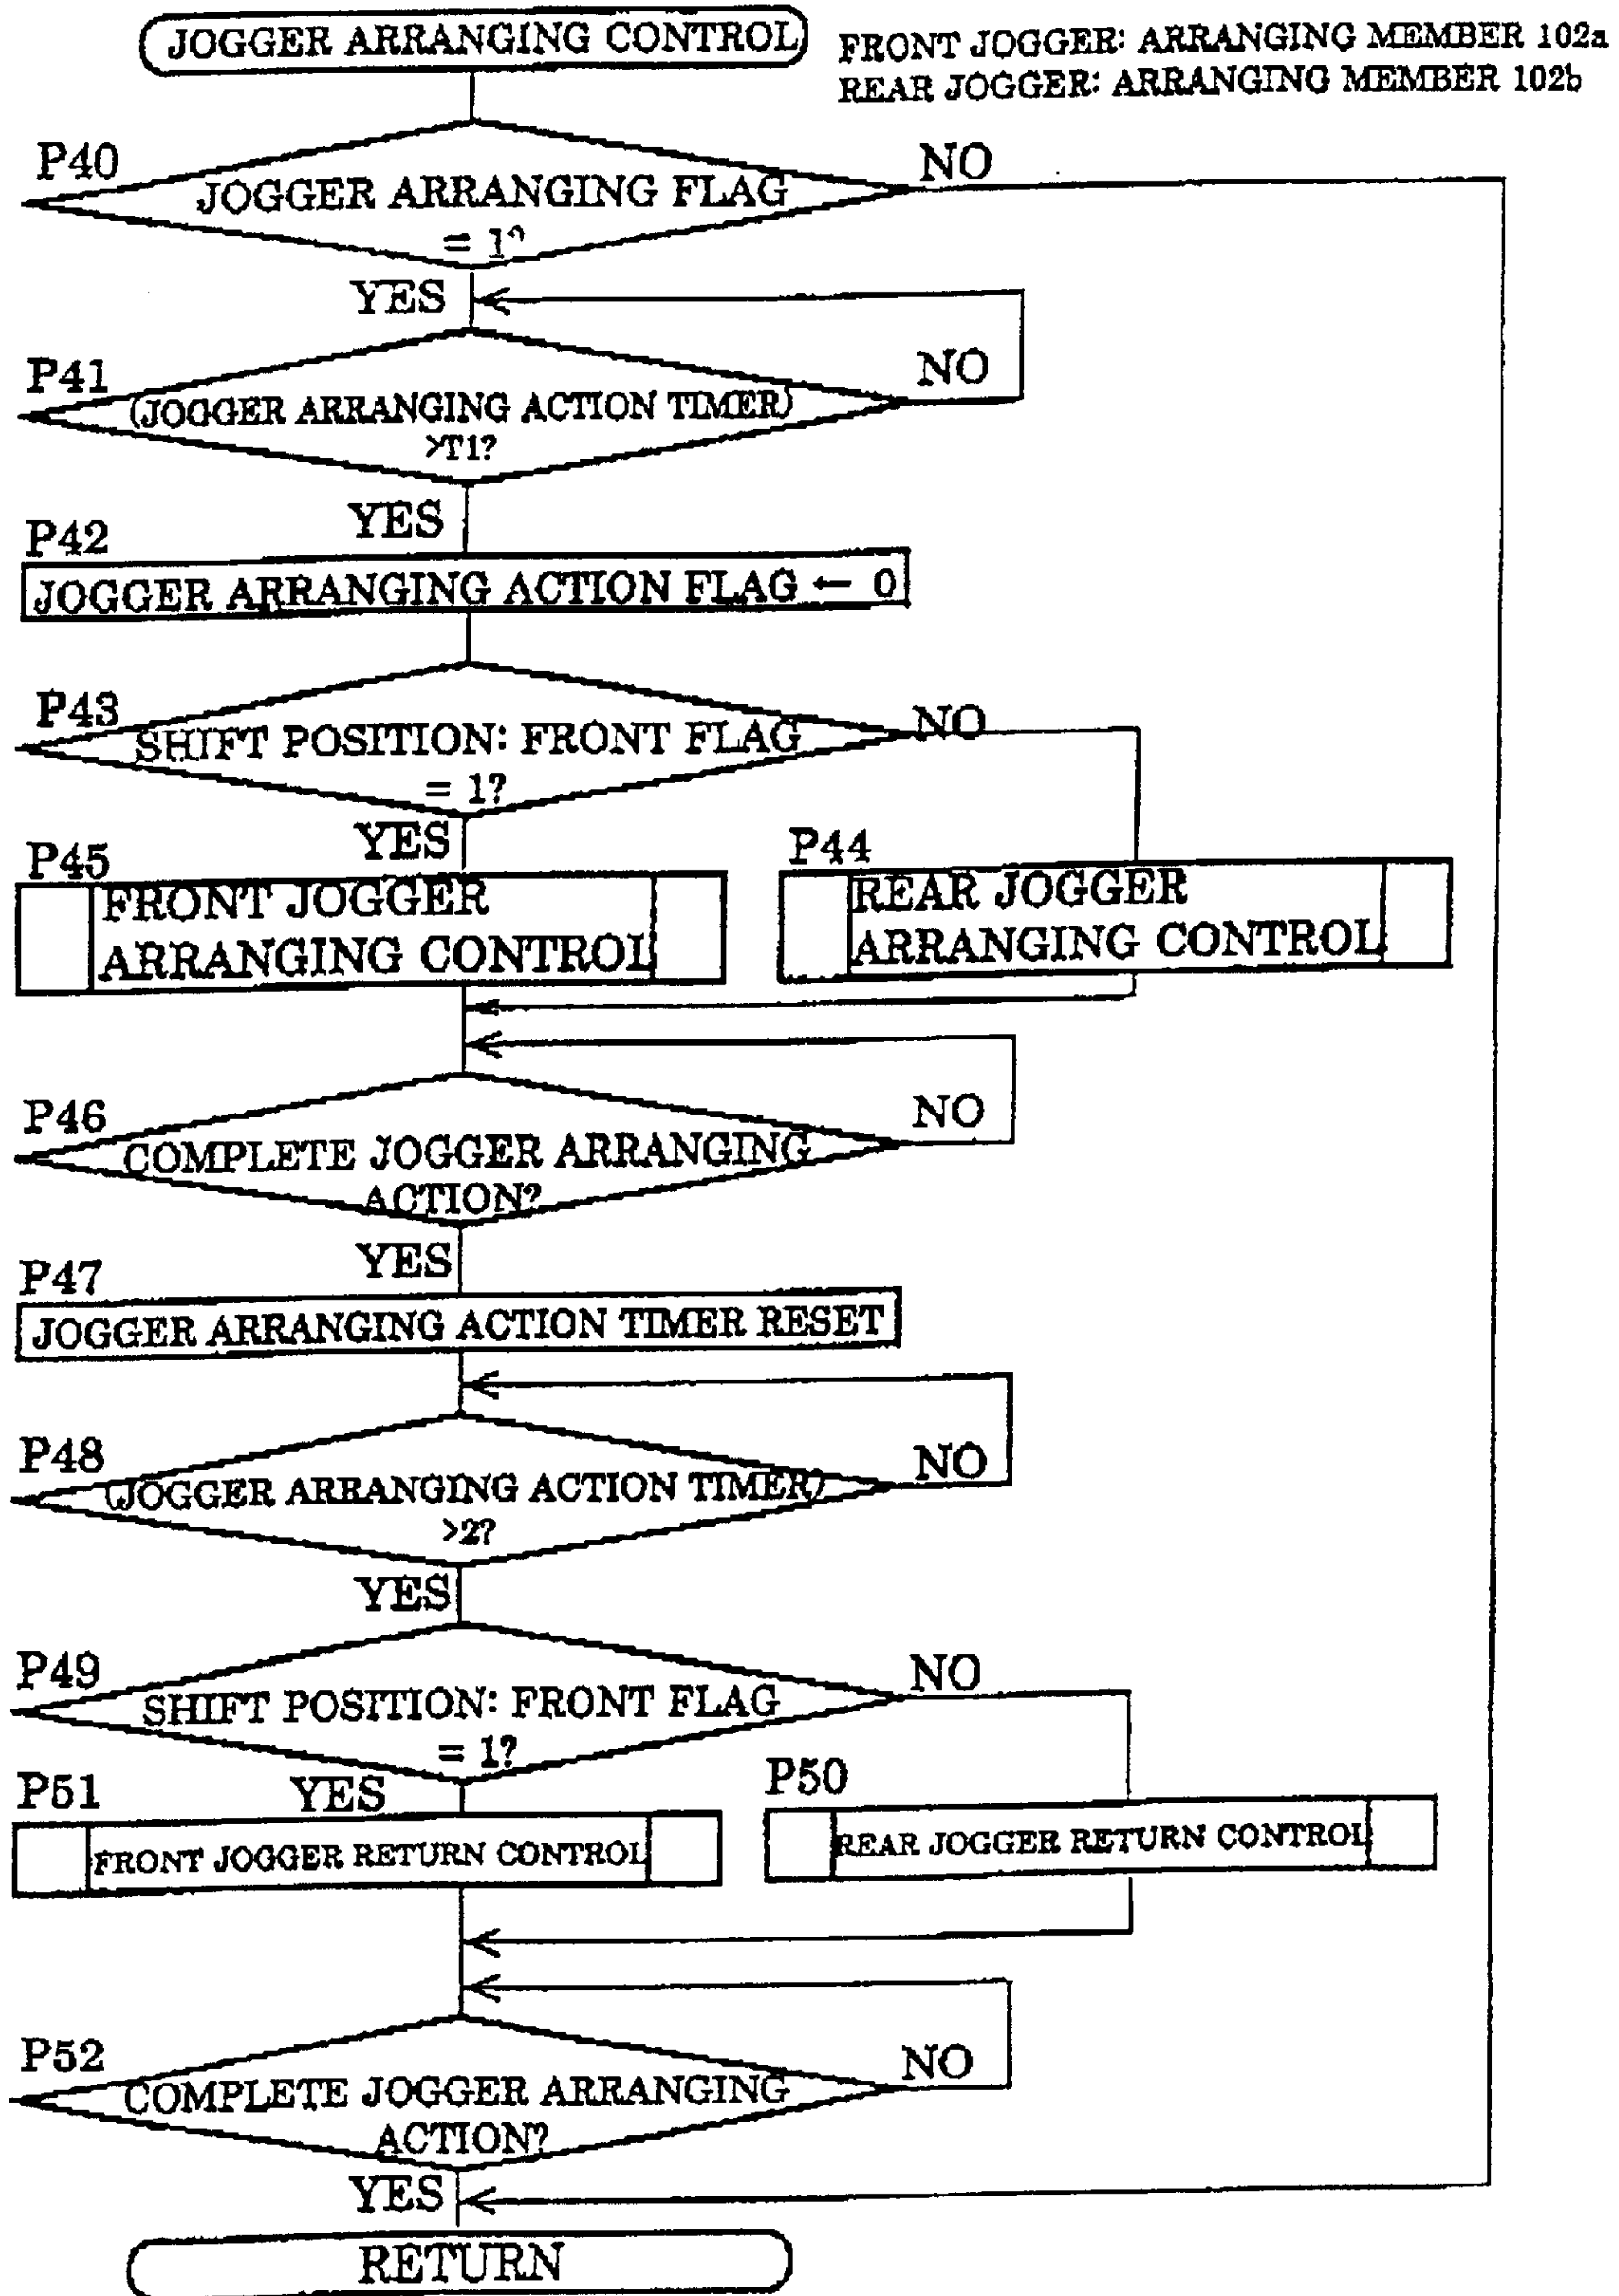 JOGGER ARRANGING CONTROL
FRONT JOGGER: ARRANGING MEMBER 102a
REAR JOGGER: ARRANGING MEMBER 102b
P40
JOGGER ARRANGING FLAG
= 1?
NO
YES
P41
(JOGGER ARRANGING ACTION TIMER)
>T1?
NO
YES
P42
JOGGER ARRANGING ACTION FLAG ← 0
P43
SHIFT POSITION: FRONT FLAG
= 1?
NO
YES
P45
FRONT JOGGER
ARRANGING CONTROL
P44
REAR JOGGER
ARRANGING CONTROL
P46
COMPLETE JOGGER ARRANGING
ACTION?
NO
YES
P47
JOGGER ARRANGING ACTION TIMER RESET
P48
(JOGGER ARRANGING ACTION TIMER)
>2?
NO
YES
P49
SHIFT POSITION: FRONT FLAG
= 1?
NO
YES
P51
FRONT JOGGER RETURN CONTROL
P50
REAR JOGGER RETURN CONTROL
P52
COMPLETE JOGGER ARRANGING
ACTION?
NO
YES
RETURN